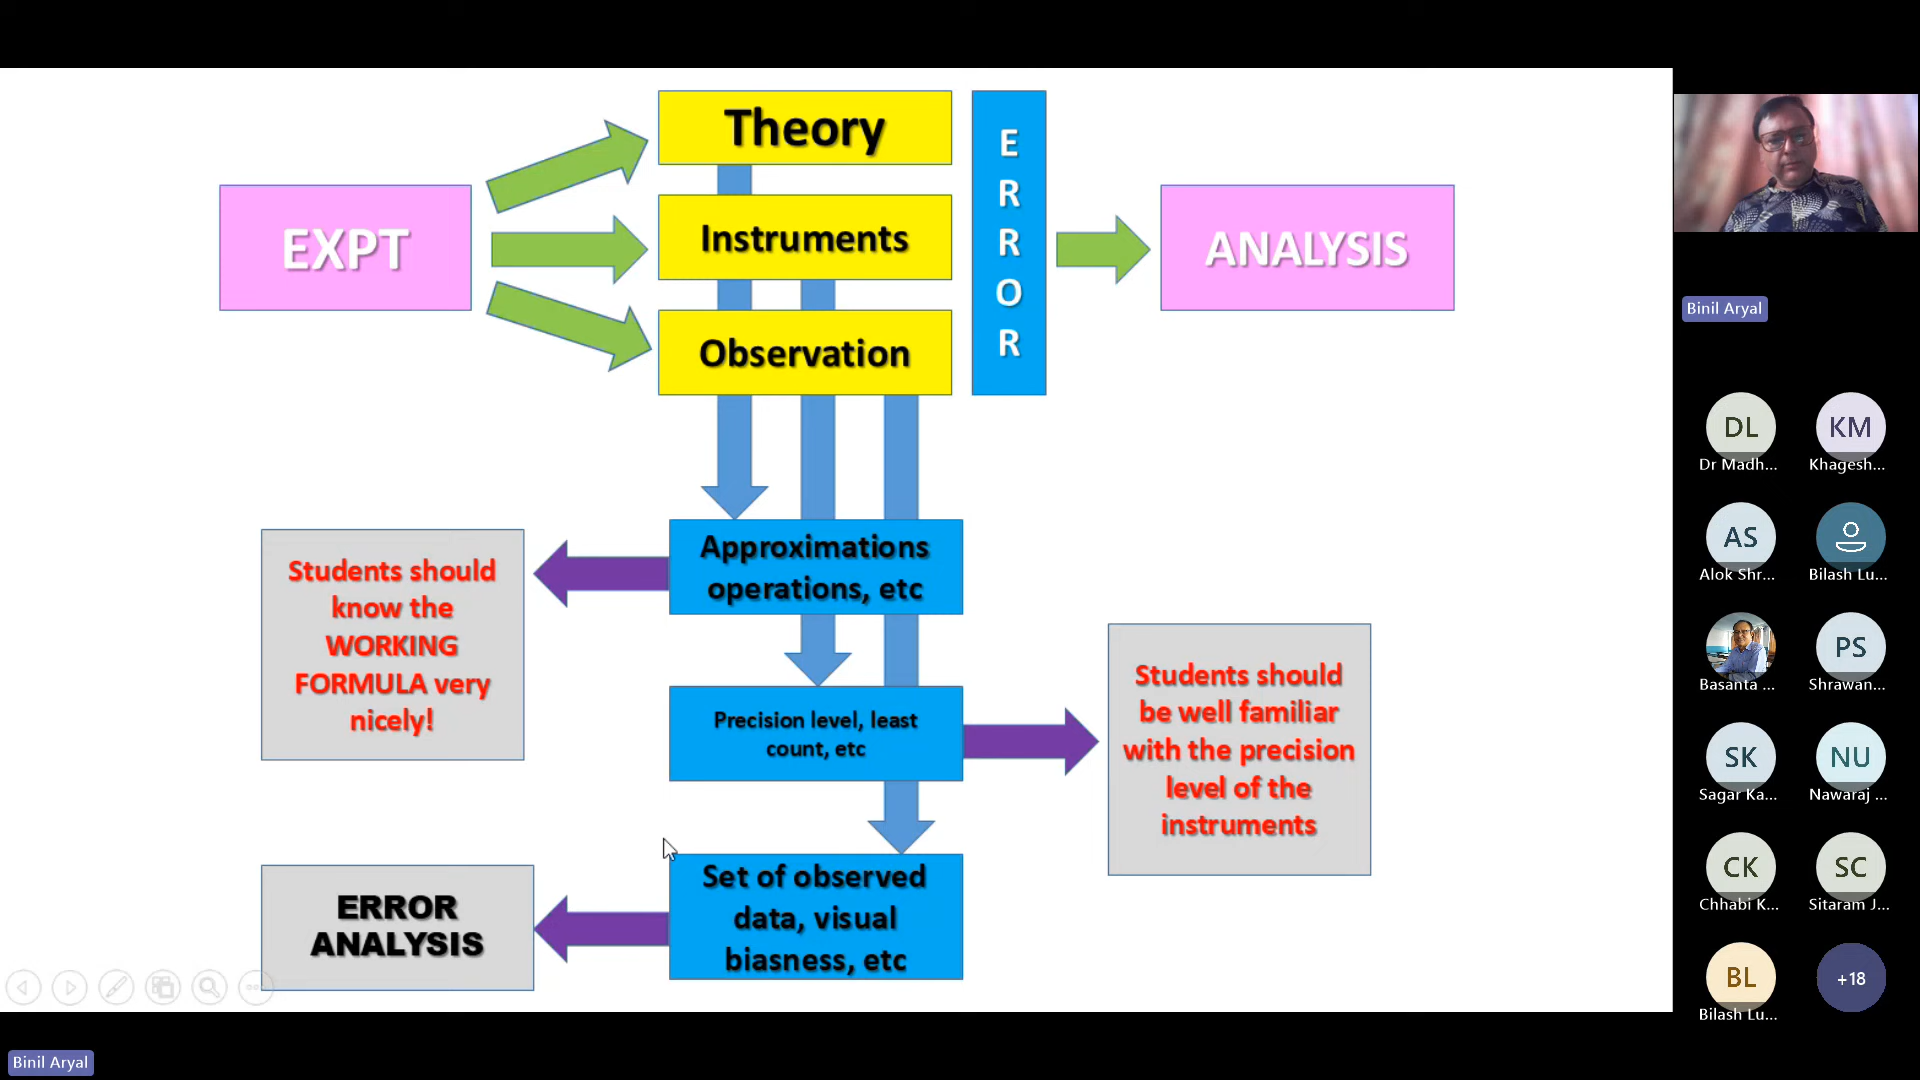 Theory
EXPT
Instruments
Observation
E
R
R
O
R
ANALYSIS
Approximations
operations, etc
Students should
know the
WORKING
FORMULA very
nicely!
Precision level, least
count, etc
Students should
be well familiar
with the precision
level of the
instruments
Set of observed
data, visual
biasness, etc
ERROR
ANALYSIS
Binil Aryal
Binil Aryal
DL
Dr Madh...
KM
Khagesh...
AS
Alok Shr...
Bilash Lu...
Basanta ...
PS
Shrawan...
SK
Sagar Ka...
NU
Nawaraj ...
CK
Chhabi K...
SC
Sitaram J...
BL
Bilash Lu...
+18